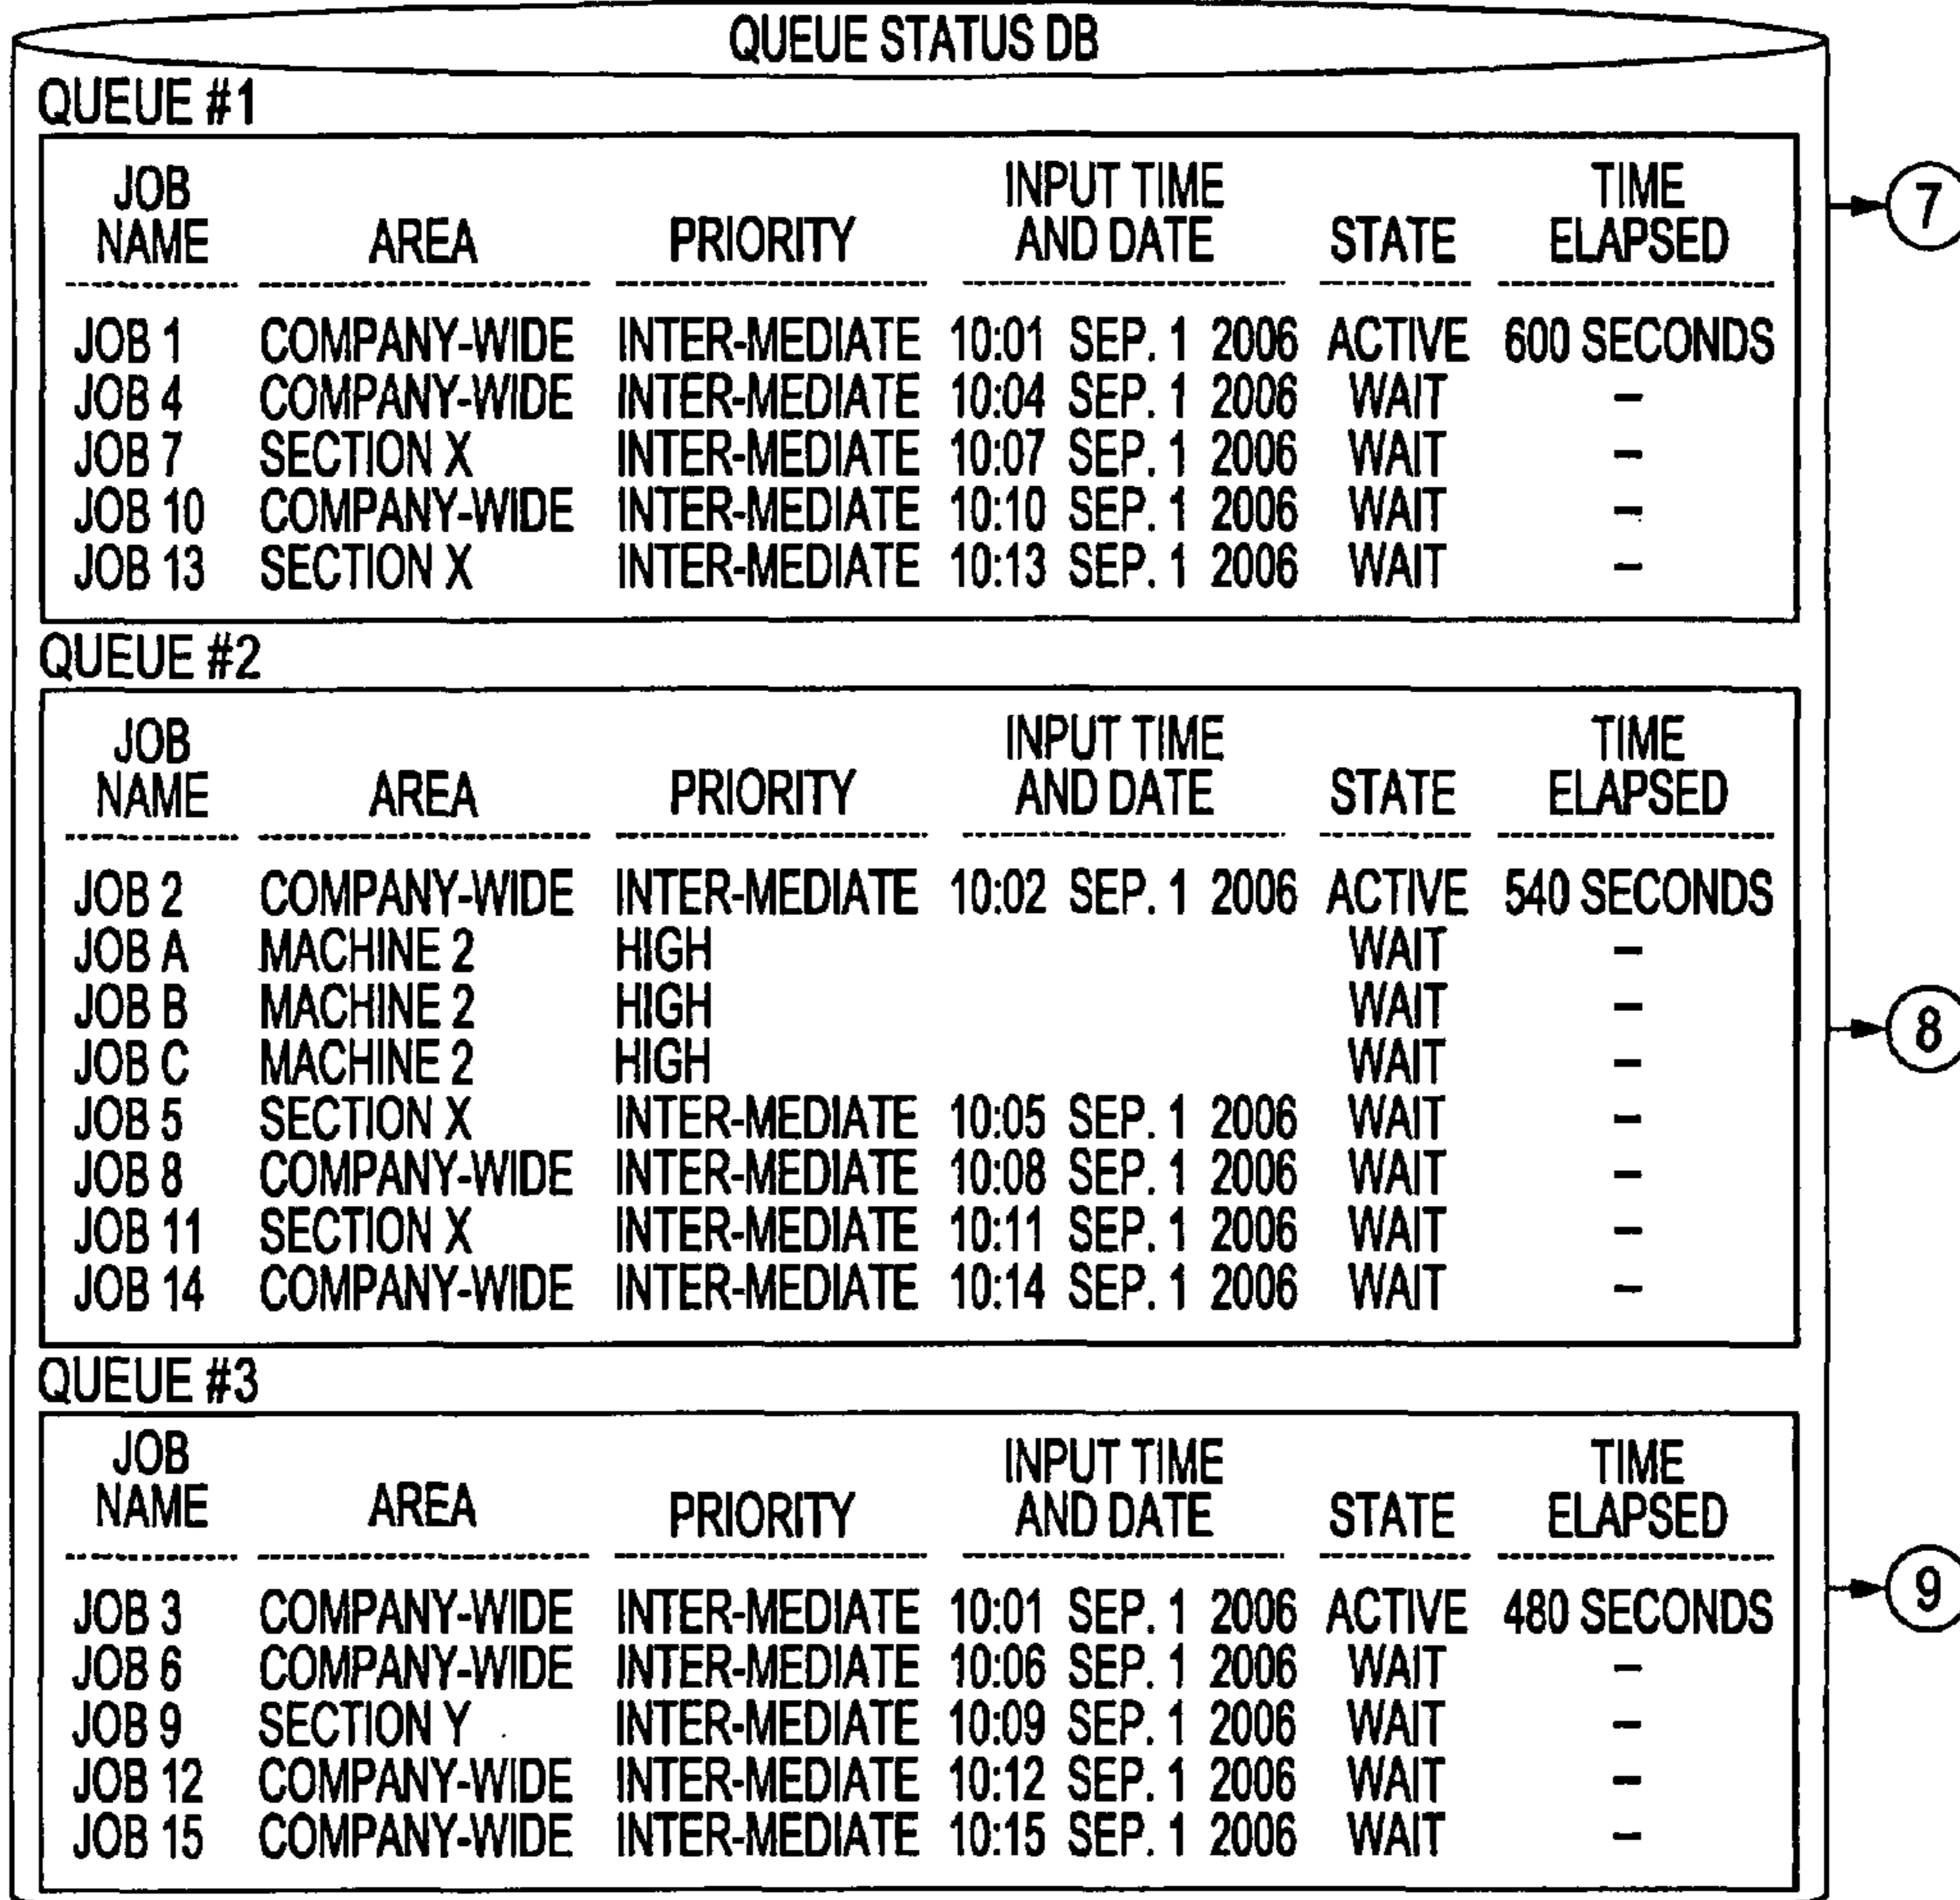 QUEUE STATUS DB
QUEUE #1
JOB NAME AREA PRIORITY INPUT TIME AND DATE STATE TIME ELAPSED
JOB 1 COMPANY-WIDE INTER-MEDIATE 10:01 SEP. 1 2006 ACTIVE 600 SECONDS
JOB 4 COMPANY-WIDE INTER-MEDIATE 10:04 SEP. 1 2006 WAIT –
JOB 7 SECTION X INTER-MEDIATE 10:07 SEP. 1 2006 WAIT –
JOB 10 COMPANY-WIDE INTER-MEDIATE 10:10 SEP. 1 2006 WAIT –
JOB 13 SECTION X INTER-MEDIATE 10:13 SEP. 1 2006 WAIT –
7
QUEUE #2
JOB NAME AREA PRIORITY INPUT TIME AND DATE STATE TIME ELAPSED
JOB 2 COMPANY-WIDE INTER-MEDIATE 10:02 SEP. 1 2006 ACTIVE 540 SECONDS
JOB A MACHINE 2 HIGH WAIT –
JOB B MACHINE 2 HIGH WAIT –
JOB C MACHINE 2 HIGH WAIT –
JOB 5 SECTION X INTER-MEDIATE 10:05 SEP. 1 2006 WAIT –
JOB 8 COMPANY-WIDE INTER-MEDIATE 10:08 SEP. 1 2006 WAIT –
JOB 11 SECTION X INTER-MEDIATE 10:11 SEP. 1 2006 WAIT –
JOB 14 COMPANY-WIDE INTER-MEDIATE 10:14 SEP. 1 2006 WAIT –
8
QUEUE #3
JOB NAME AREA PRIORITY INPUT TIME AND DATE STATE TIME ELAPSED
JOB 3 COMPANY-WIDE INTER-MEDIATE 10:01 SEP. 1 2006 ACTIVE 480 SECONDS
JOB 6 COMPANY-WIDE INTER-MEDIATE 10:06 SEP. 1 2006 WAIT –
JOB 9 SECTION Y INTER-MEDIATE 10:09 SEP. 1 2006 WAIT –
JOB 12 COMPANY-WIDE INTER-MEDIATE 10:12 SEP. 1 2006 WAIT –
JOB 15 COMPANY-WIDE INTER-MEDIATE 10:15 SEP. 1 2006 WAIT –
9